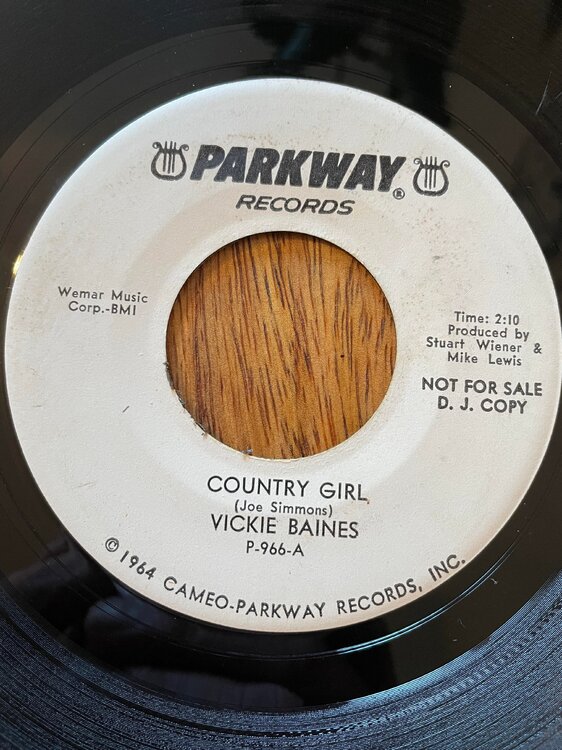 PARKWAY®
RECORDS
Wemar Music
Corp.-BMI
Time: 2:10
Produced by
Stuart Wiener &
Mike Lewis
NOT FOR SALE
D. J. COPY
COUNTRY GIRL
(Joe Simmons)
VICKIE BAINES
P-966-A
© 1964 CAMEO-PARKWAY RECORDS, INC.